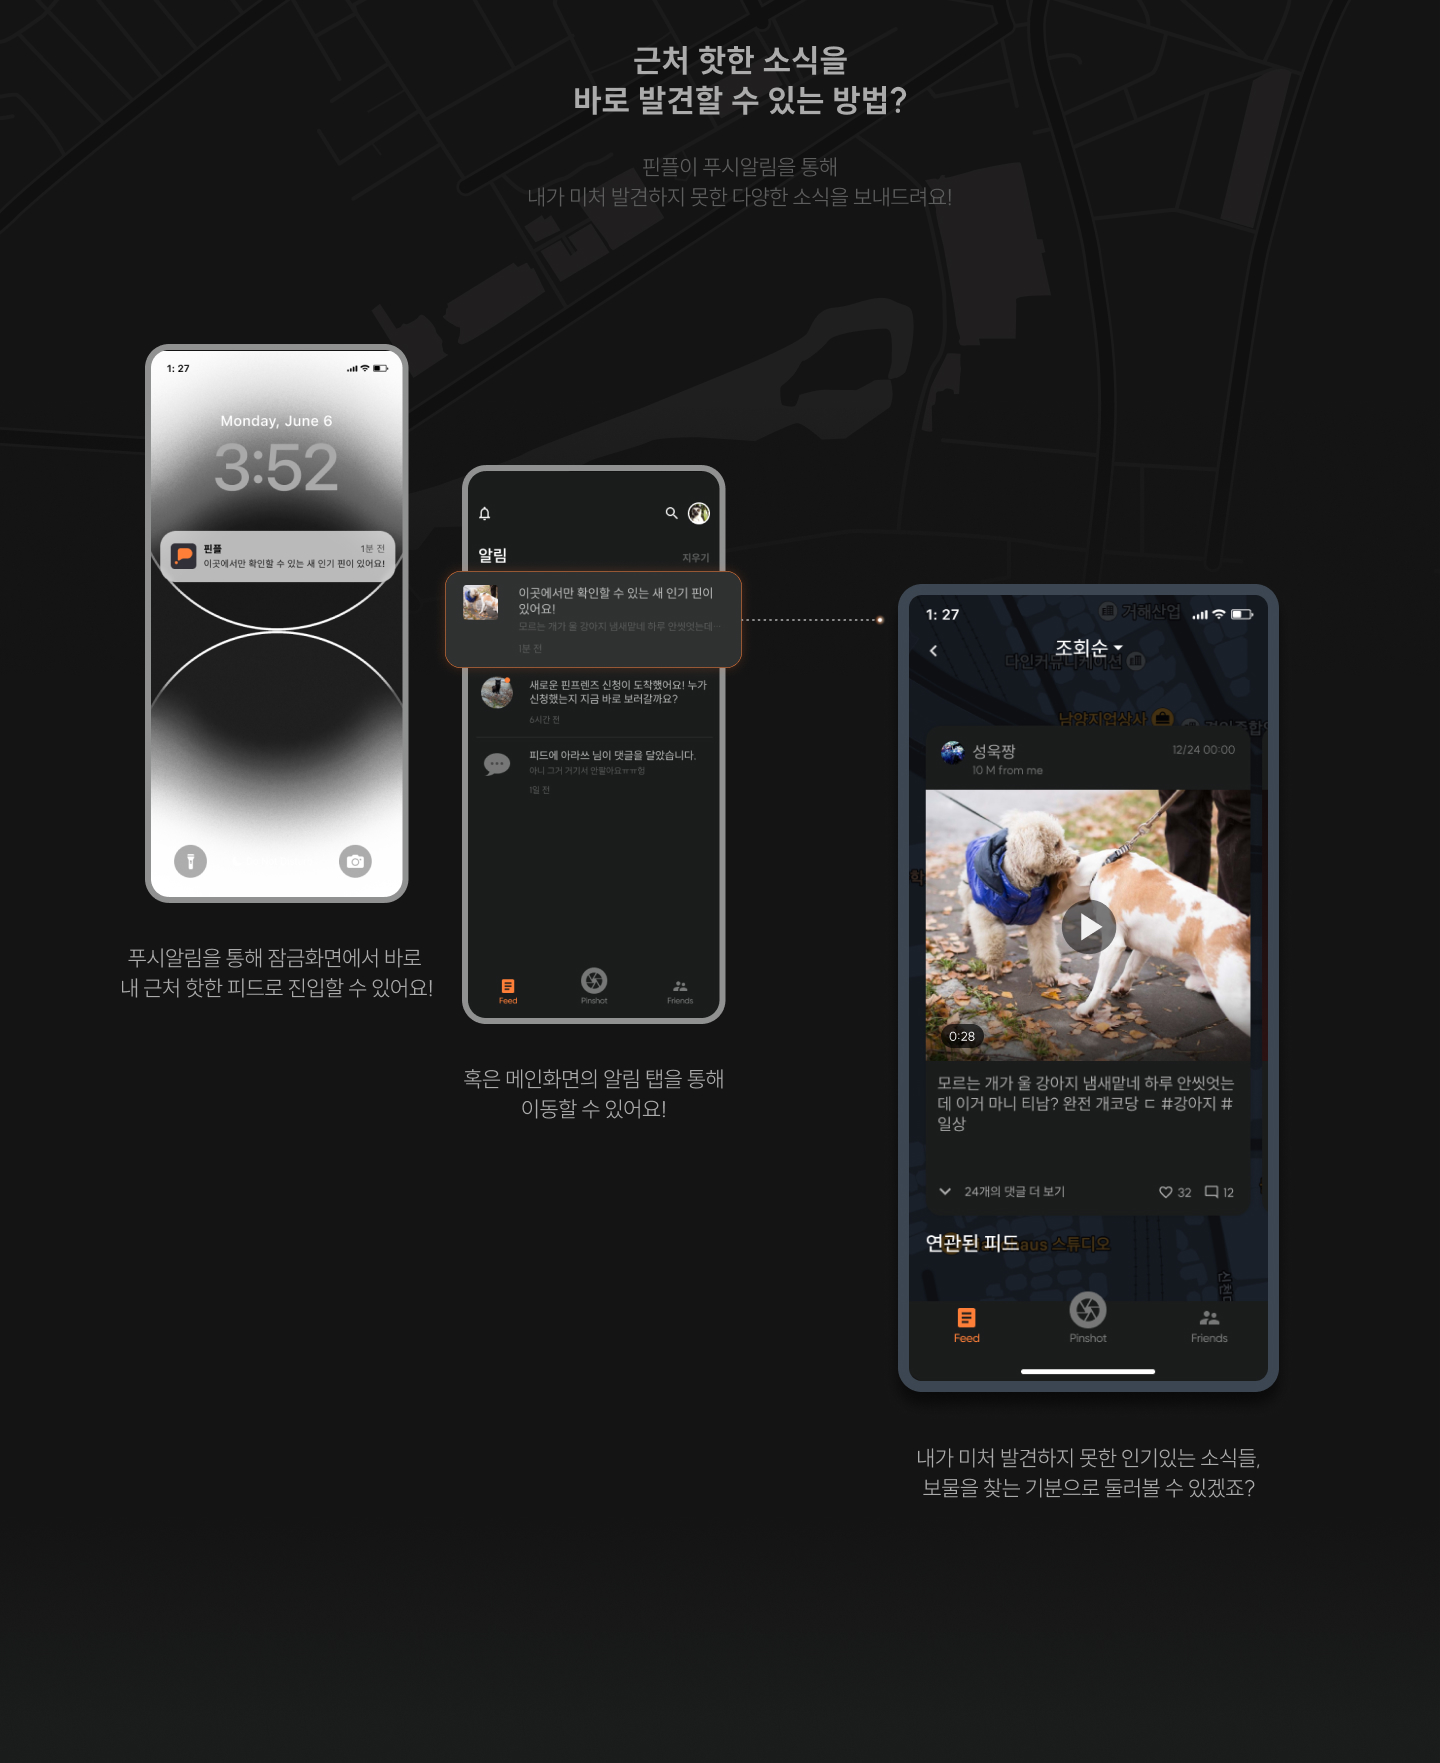 근처 핫한 소식을
바로 발견할 수 있는 방법?
핀플이 푸시알림을 통해
내가 미처 발견하지 못한 다양한 소식을 보내드려요!
1: 27
Monday, June 6
3:52
핀플
1분 전
이곳에서만 확인할 수 있는 새 인기 핀이 있어요!
푸시알림을 통해 잠금화면에서 바로
내 근처 핫한 피드로 진입할 수 있어요!
알림
지우기
이곳에서만 확인할 수 있는 새 인기 핀이
있어요!
모르는 개가 울 강아지 냄새맡네 하루 안씻엇는데…
1분 전
새로운 핀프렌즈 신청이 도착했어요! 누가
신청했는지 지금 바로 보러갈까요?
6시간 전
피드에 아라쓰 님이 댓글을 달았습니다.
아니 그거 거기서 안팔아요ㅠㅠ힝
1일 전
Feed
Pinshot
Friends
혹은 메인화면의 알림 탭을 통해
이동할 수 있어요!
1: 27
거해산업
조회순
다인커뮤니케이션
남양지업상사
성욱짱
12/24 00:00
10 M from me
학
0:28
모르는 개가 울 강아지 냄새맡네 하루 안씻엇는
데 이거 마니 티남? 완전 개코당 ㄷ #강아지 #
일상
24개의 댓글 더 보기
32
12
연관된 피드
haus 스튜디오
Feed
Pinshot
Friends
내가 미처 발견하지 못한 인기있는 소식들,
보물을 찾는 기분으로 둘러볼 수 있겠죠?